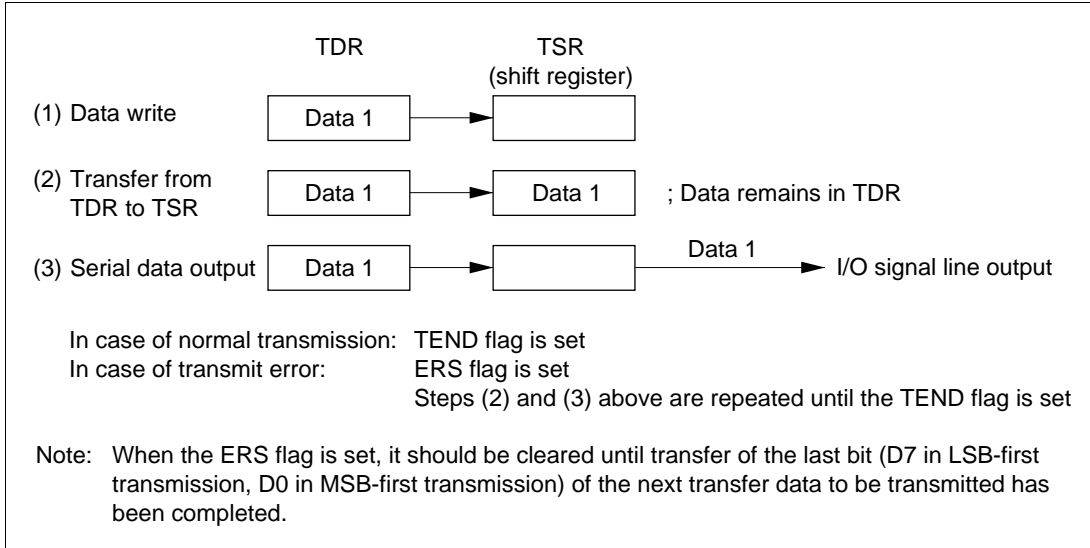 TDR TSR
(shift register)
(1) Data write Data 1
(2) Transfer from
TDR to TSR Data 1 Data 1 ; Data remains in TDR
(3) Serial data output Data 1 Data 1 I/O signal line output
In case of normal transmission: TEND flag is set
In case of transmit error: ERS flag is set
Steps (2) and (3) above are repeated until the TEND flag is set
Note: When the ERS flag is set, it should be cleared until transfer of the last bit (D7 in LSB-first
transmission, D0 in MSB-first transmission) of the next transfer data to be transmitted has
been completed.